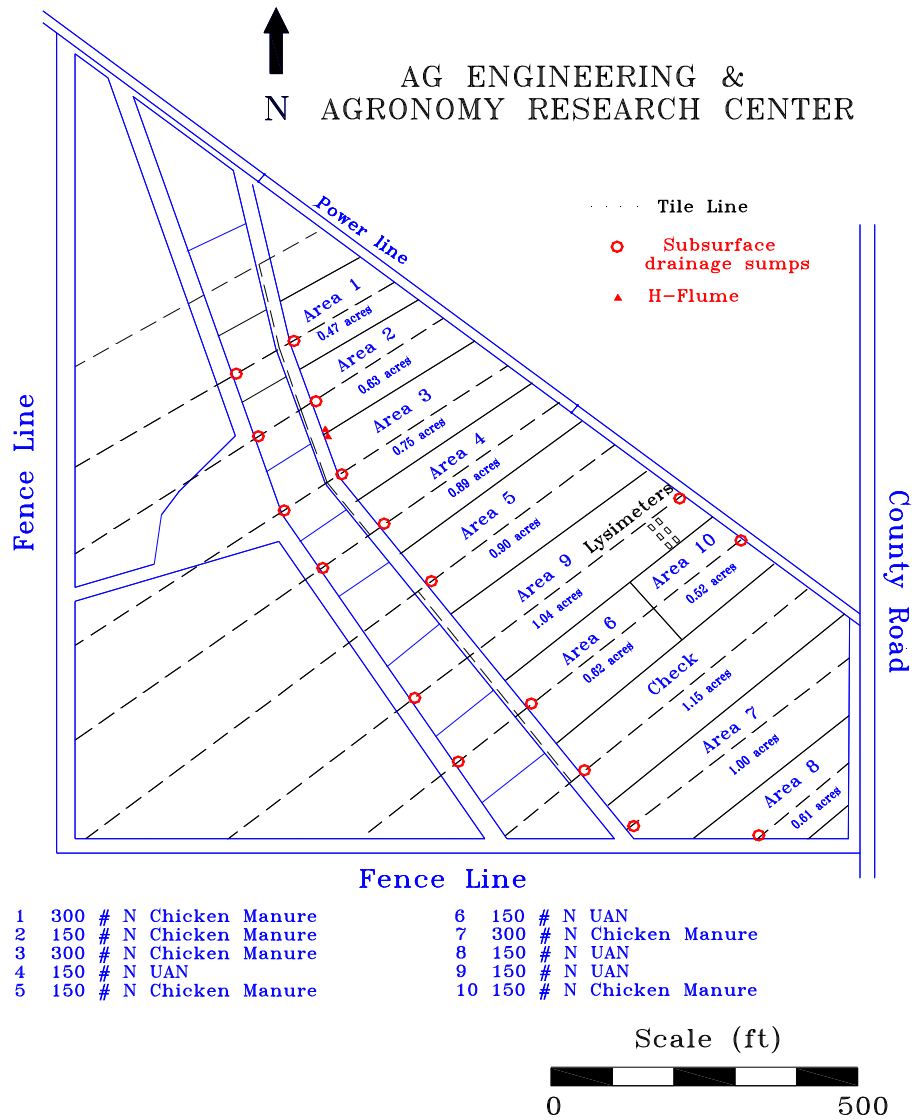 AG ENGINEERING &
AGRONOMY RESEARCH CENTER
N
Tile Line
Subsurface
drainage sumps
H-Flume
Power line
Area 1
0.47 acres
Area 2
0.63 acres
Area 3
0.75 acres
Area 4
0.89 acres
Area 5
0.90 acres
Area 9
1.04 acres
Lysimeters
Area 10
0.52 acres
Area 6
0.62 acres
Check
1.15 acres
Area 7
1.00 acres
Area 8
0.61 acres
Fence Line
County Road
Fence Line
1 300 # N Chicken Manure
2 150 # N Chicken Manure
3 300 # N Chicken Manure
4 150 # N UAN
5 150 # N Chicken Manure
6 150 # N UAN
7 300 # N Chicken Manure
8 150 # N UAN
9 150 # N UAN
10 150 # N Chicken Manure
Scale (ft)
0 500